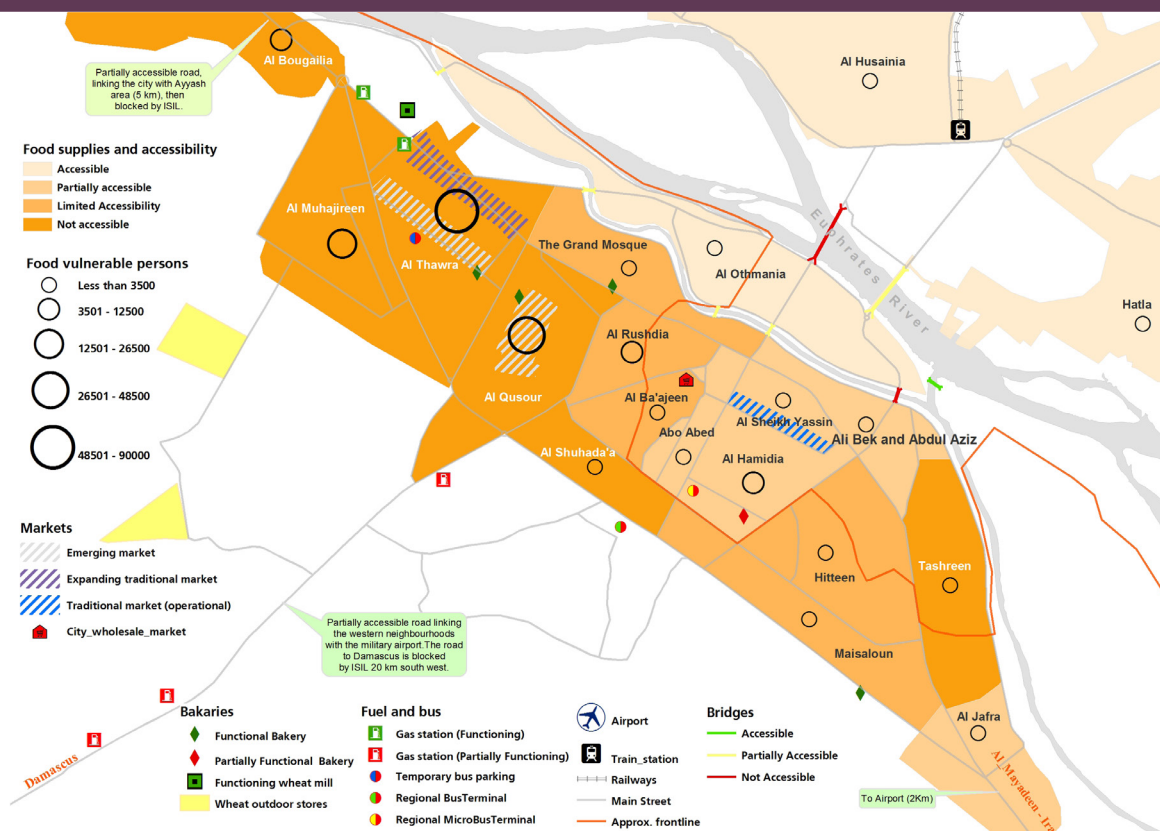 Al Bougailia
Partially accessible road,
linking the city with Ayyash
area (5 km), then
blocked by ISIL.
Al Husainia
Food supplies and accessibility
Accessible
Partially accessible
Limited Accessibility
Not accessible
Al Muhajireen
Al Thawra
The Grand Mosque
Al Othmania
Euphrates River
Hatla
Food vulnerable persons
Less than 3500
3501 - 12500
12501 - 26500
26501 - 48500
48501 - 90000
Al Rushdia
Al Qusour
Al Ba'ajeen
Abo Abed
Al Sheikh Yassin
Ali Bek and Abdul Aziz
Al Shuhada'a
Al Hamidia
Hitteen
Tashreen
Maisaloun
Al Jafra
Markets
Emerging market
Expanding traditional market
Traditional market (operational)
City_wholesale_market
Partially accessible road linking
the western neighbourhoods
with the military airport.The road
to Damascus is blocked
by ISIL 20 km south west.
Damascus
Bakaries
Functional Bakery
Partially Functional Bakery
Functioning wheat mill
Wheat outdoor stores
Fuel and bus
Gas station (Functioning)
Gas station (Partially Functioning)
Temporary bus parking
Regional BusTerminal
Regional MicroBusTerminal
Airport
Train_station
Railways
Main Street
Approx. frontline
Bridges
Accessible
Partially Accessible
Not Accessible
To Airport (2Km)
Al_Mayadeen -